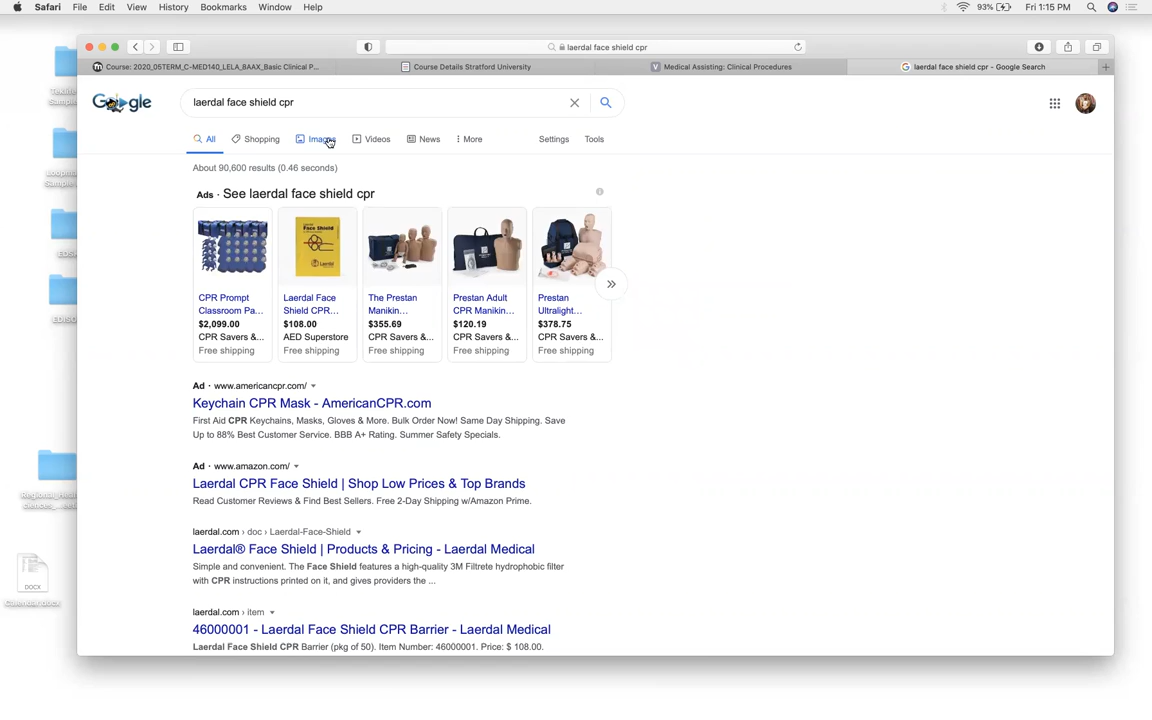 Safari File Edit View History Bookmarks Window Help 93% Fri 1:15 PM
laerdal face shield cpr
Course: 2020_05TERM_C-MED140_LELA_BAAX_Basic Clinical P... Course Details Stratford University Medical Assisting: Clinical Procedures laerdal face shield cpr - Google Search
Google laerdal face shield cpr
All Shopping Images Videos News More Settings Tools
About 90,600 results (0.46 seconds)
Ads · See laerdal face shield cpr
CPR Prompt
Classroom Pa...
$2,099.00
CPR Savers &...
Free shipping
Face Shield
Laerdal
Laerdal Face
Shield CPR...
$108.00
AED Superstore
Free shipping
The Prestan
Manikin...
$355.69
CPR Savers &...
Free shipping
Prestan Adult
CPR Manikin...
$120.19
CPR Savers &...
Free shipping
Prestan
Ultralight...
$378.75
CPR Savers &...
Free shipping
Ad · www.americancpr.com/
Keychain CPR Mask - AmericanCPR.com
First Aid CPR Keychains, Masks, Gloves & More. Bulk Order Now! Same Day Shipping. Save
Up to 88% Best Customer Service. BBB A+ Rating. Summer Safety Specials.
Ad · www.amazon.com/
Laerdal CPR Face Shield | Shop Low Prices & Top Brands
Read Customer Reviews & Find Best Sellers. Free 2-Day Shipping w/Amazon Prime.
laerdal.com › doc › Laerdal-Face-Shield
Laerdal® Face Shield | Products & Pricing - Laerdal Medical
Simple and convenient. The Face Shield features a high-quality 3M Filtrete hydrophobic filter
with CPR instructions printed on it, and gives providers the ...
laerdal.com › item
46000001 - Laerdal Face Shield CPR Barrier - Laerdal Medical
Laerdal Face Shield CPR Barrier (pkg of 50). Item Number: 46000001. Price: $ 108.00.
Sample
DOCX
Calendar.docx